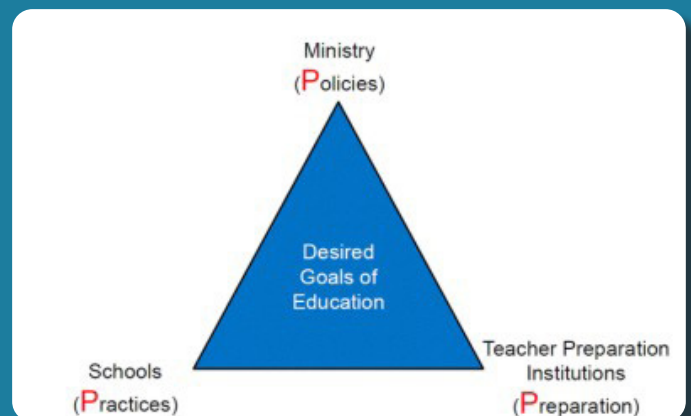 Ministry
(Policies)
Desired
Goals of
Education
Schools
(Practices)
Teacher Preparation
Institutions
(Preparation)